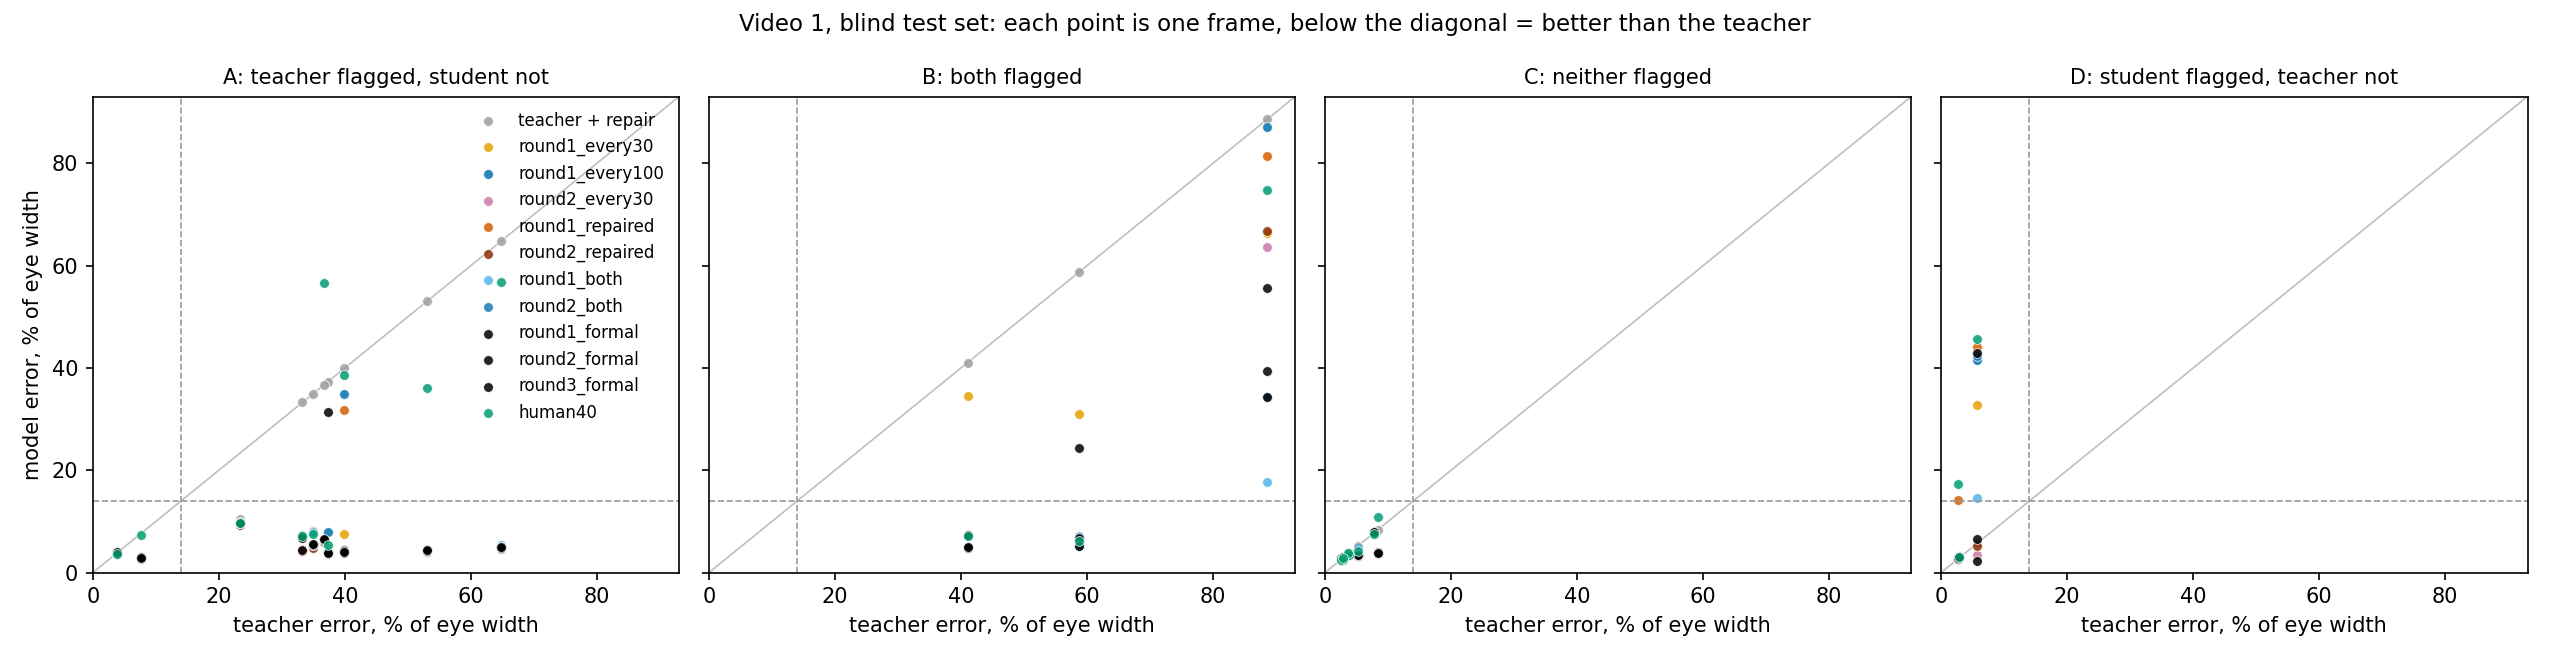 Video 1, blind test set: each point is one frame, below the diagonal = better than the teacher
A: teacher flagged, student not
B: both flagged
C: neither flagged
D: student flagged, teacher not
model error, % of eye width
80
60
40
20
0
teacher + repair
round1_every30
round1_every100
round2_every30
round1_repaired
round2_repaired
round1_both
round2_both
round1_formal
round2_formal
round3_formal
human40
0 20 40 60 80
0 20 40 60 80
0 20 40 60 80
0 20 40 60 80
teacher error, % of eye width
teacher error, % of eye width
teacher error, % of eye width
teacher error, % of eye width